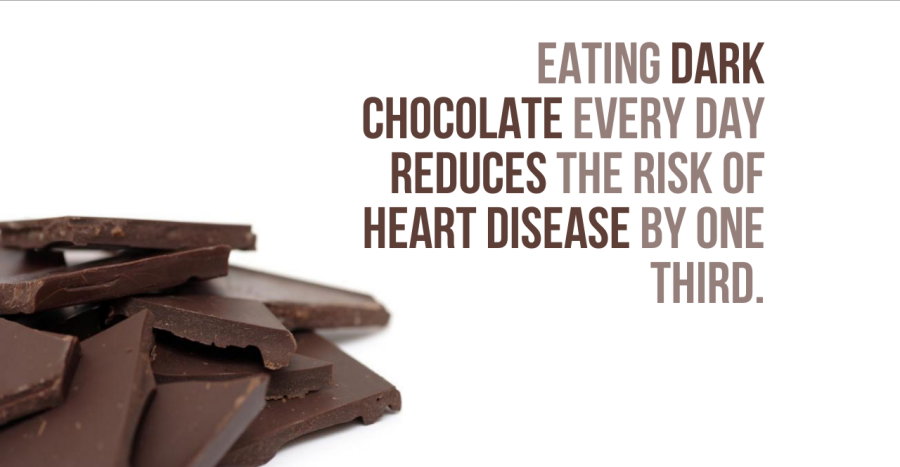 EATING DARK
CHOCOLATE EVERY DAY
REDUCES THE RISK OF
HEART DISEASE BY ONE
THIRD.